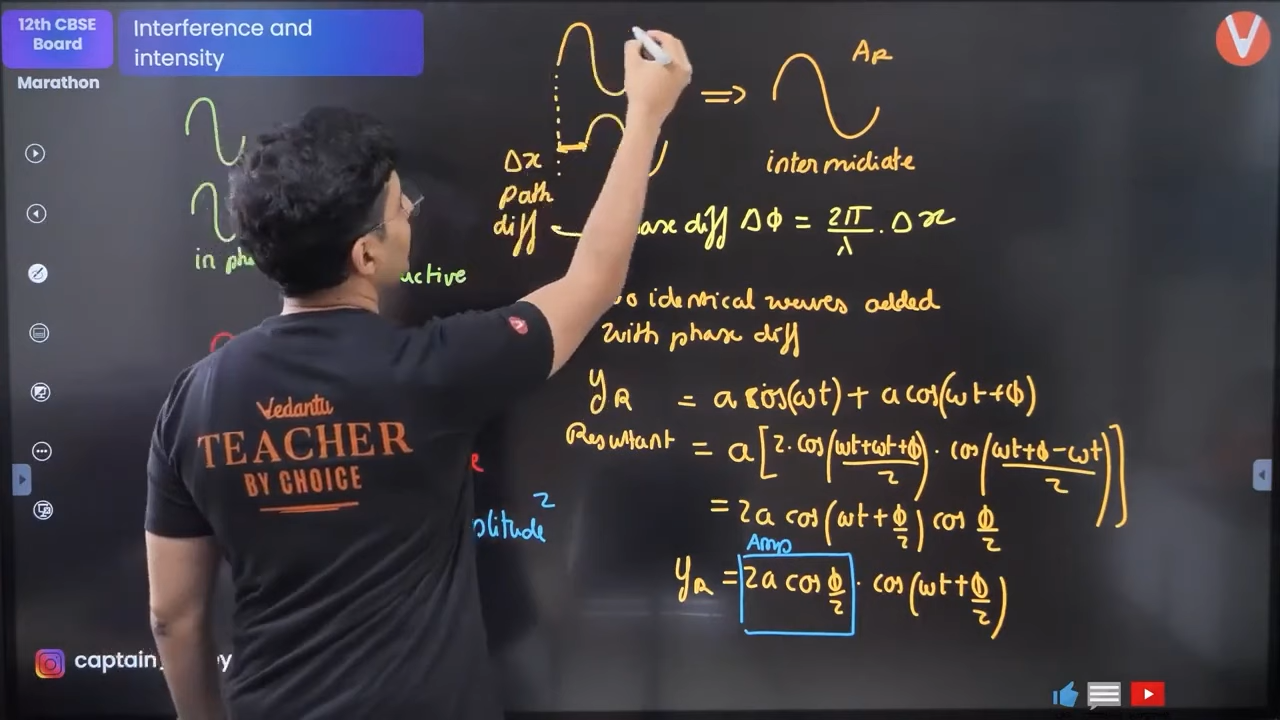 12th CBSE
Board
Marathon
Interference and
intensity
in
uctive
plitude²
AR
intermidiate
Δx
Path
diff
diff Δϕ = 2π/λ . Δx
identical waves added
with phase diff
yR = a cos(ωt) + a cos(ωt+ϕ)
Resultant = a[2.cos((ωt+ωt+ϕ)/2) . cos((ωt+ϕ-ωt)/2)]
= 2a cos(ωt+ϕ/2) cos ϕ/2
Amp
yR = 2a cos ϕ/2 . cos(ωt+ϕ/2)
Vedantu
TEACHER
BY CHOICE
captain_